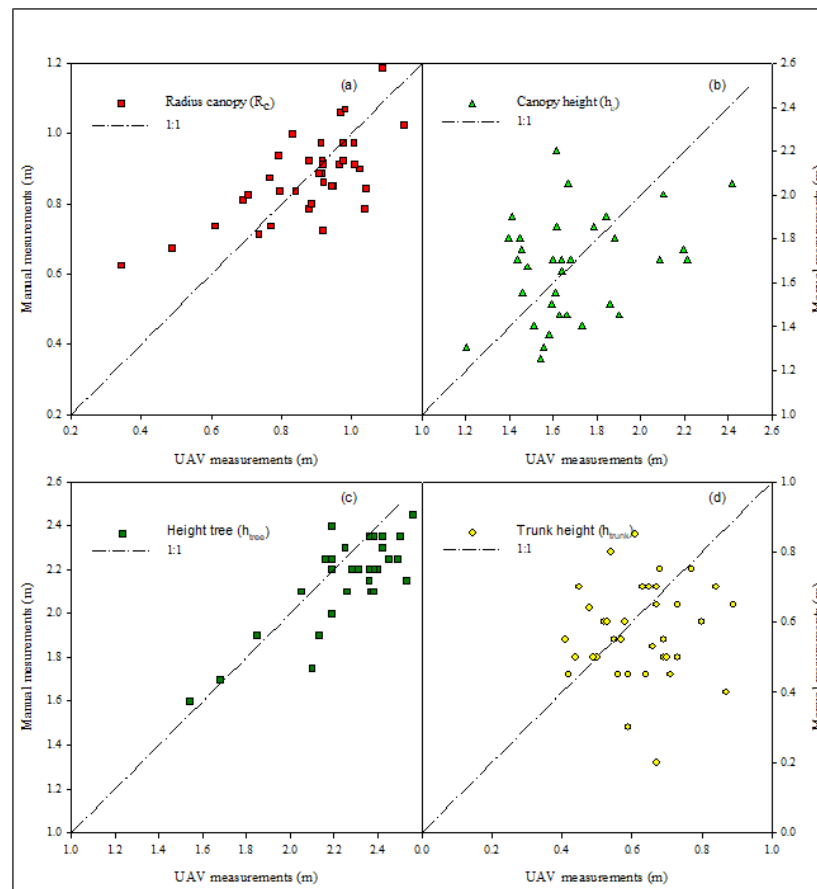 (a)
Radius canopy (Rc)
1:1
Manual mesurements (m)
1.2
1.0
0.8
0.6
0.4
0.2
0.2 0.4 0.6 0.8 1.0
UAV measurements (m)
(b)
Canopy height (hc)
1:1
2.6
2.4
2.2
2.0
1.8
1.6
1.4
1.2
1.0
Manual mesurements (m)
1.0 1.2 1.4 1.6 1.8 2.0 2.2 2.4 2.6
UAV measurements (m)
(c)
Height tree (htree)
1:1
Manual mesurements (m)
2.6
2.4
2.2
2.0
1.8
1.6
1.4
1.2
1.0
1.0 1.2 1.4 1.6 1.8 2.0 2.2 2.4
UAV measurements (m)
(d)
Trunk height (htrunk)
1:1
1.0
0.8
0.6
0.4
0.2
0.0
Manual mesurements (m)
0.0 0.2 0.4 0.6 0.8 1.0
UAV measurements (m)